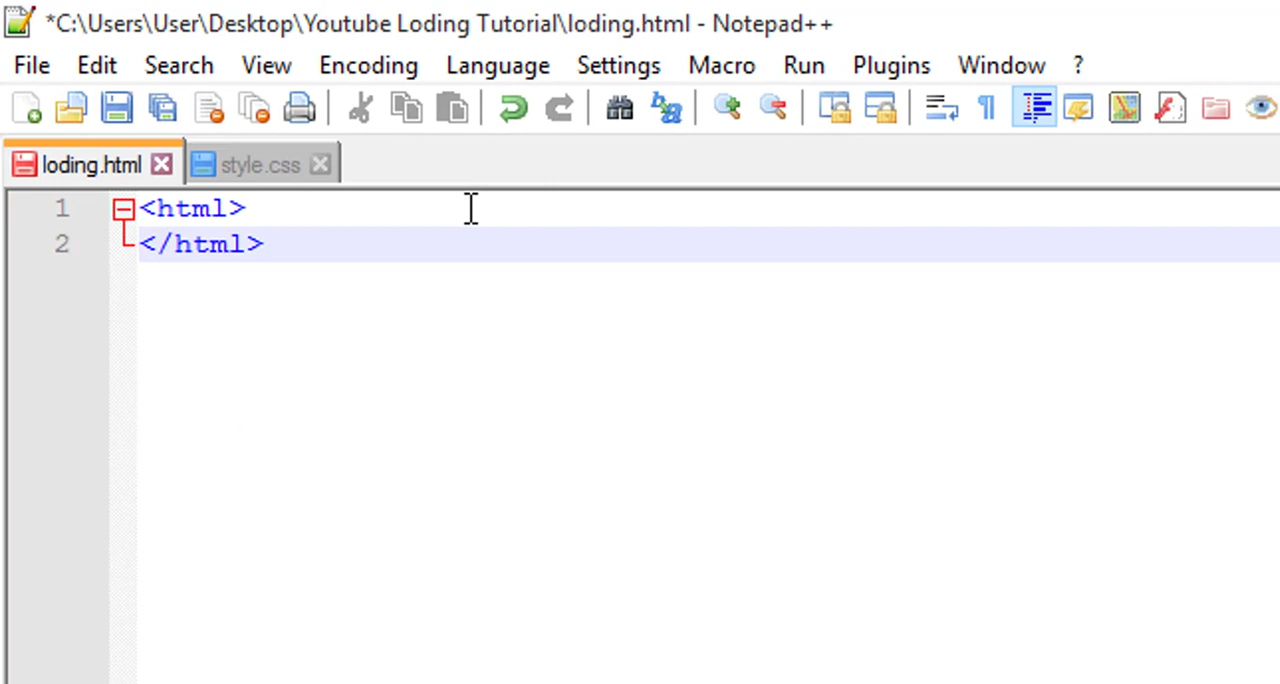 *C:\Users\User\Desktop\Youtube Loding Tutorial\loding.html - Notepad++
File Edit Search View Encoding Language Settings Macro Run Plugins Window ?
loding.html style.css
1 <html>
2 </html>